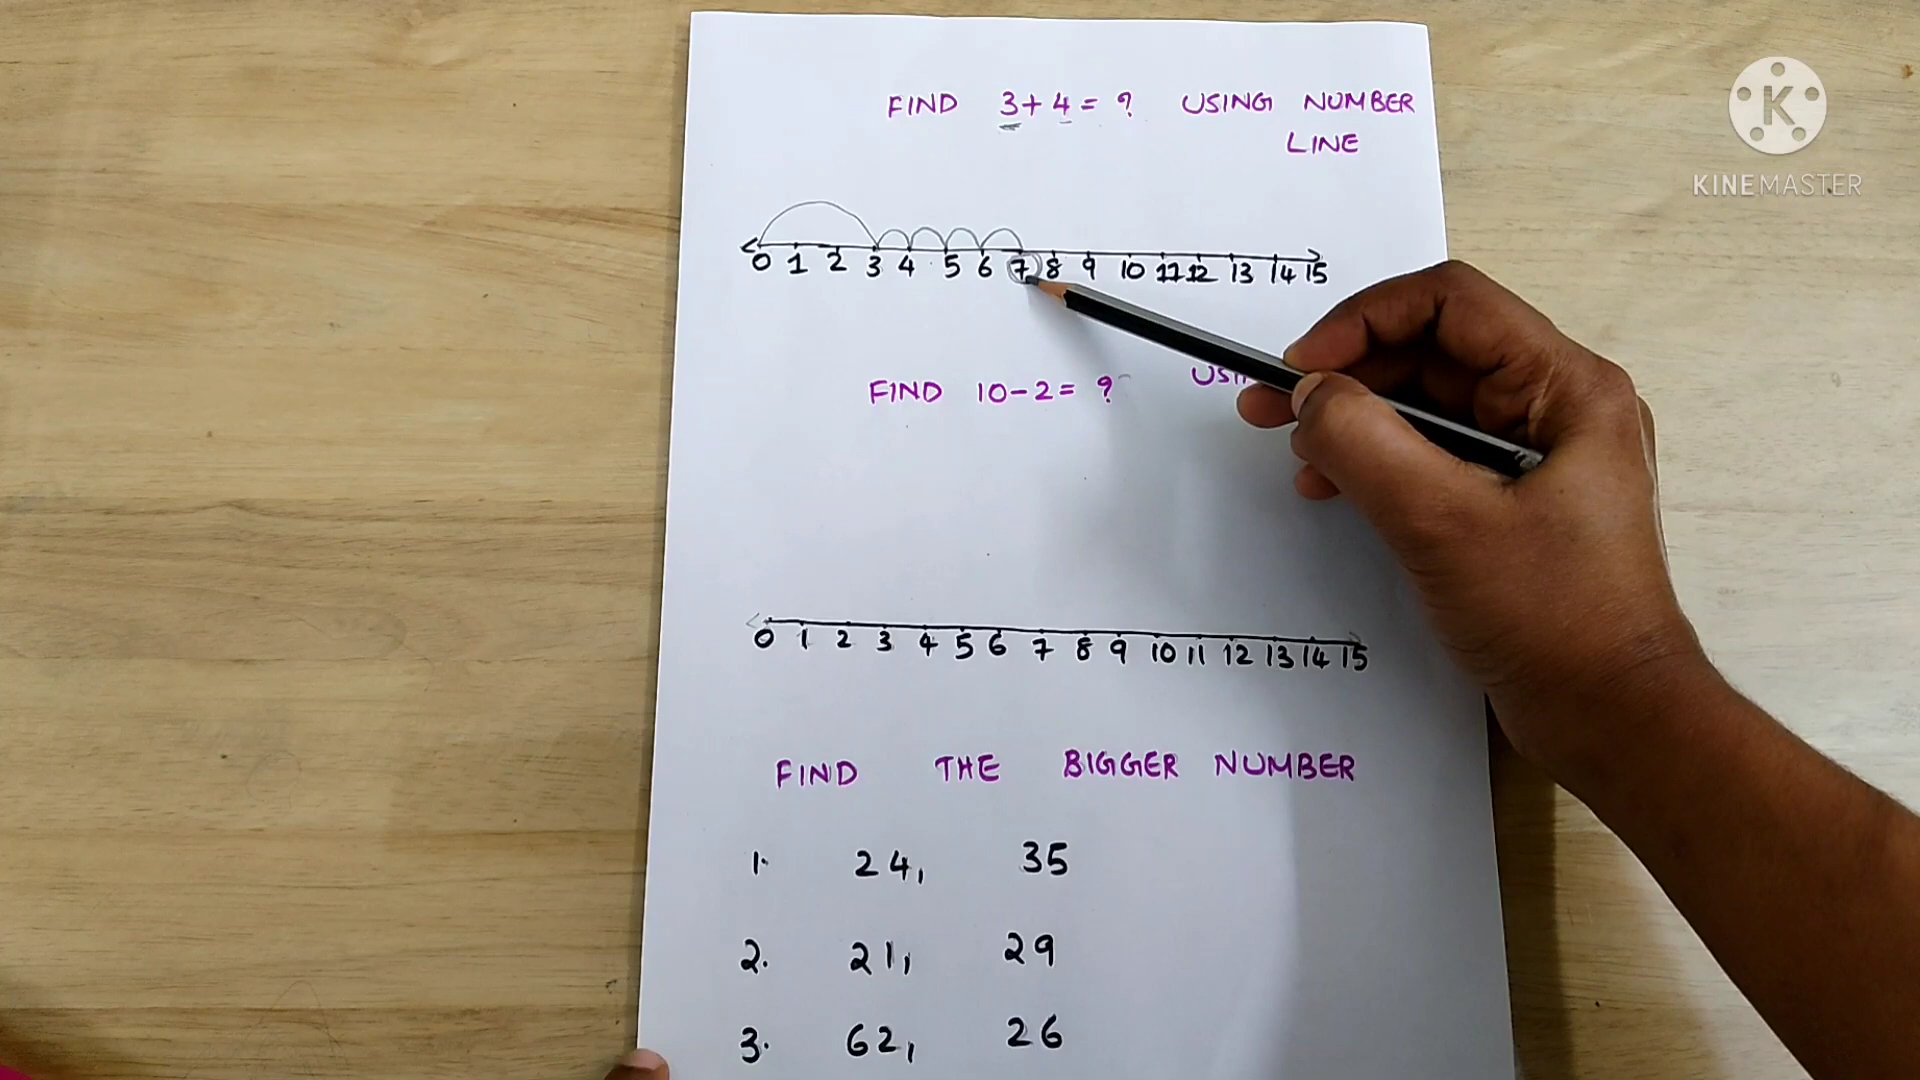 FIND 3+4=? USING NUMBER
LINE
KINEMASTER
0 1 2 3 4 5 6 7 8 9 10 11 12 13 14 15
FIND 10-2= ?
0 1 2 3 4 5 6 7 8 9 10 11 12 13 14 15
FIND THE BIGGER NUMBER
1. 24, 35
2. 21, 29
3. 62, 26